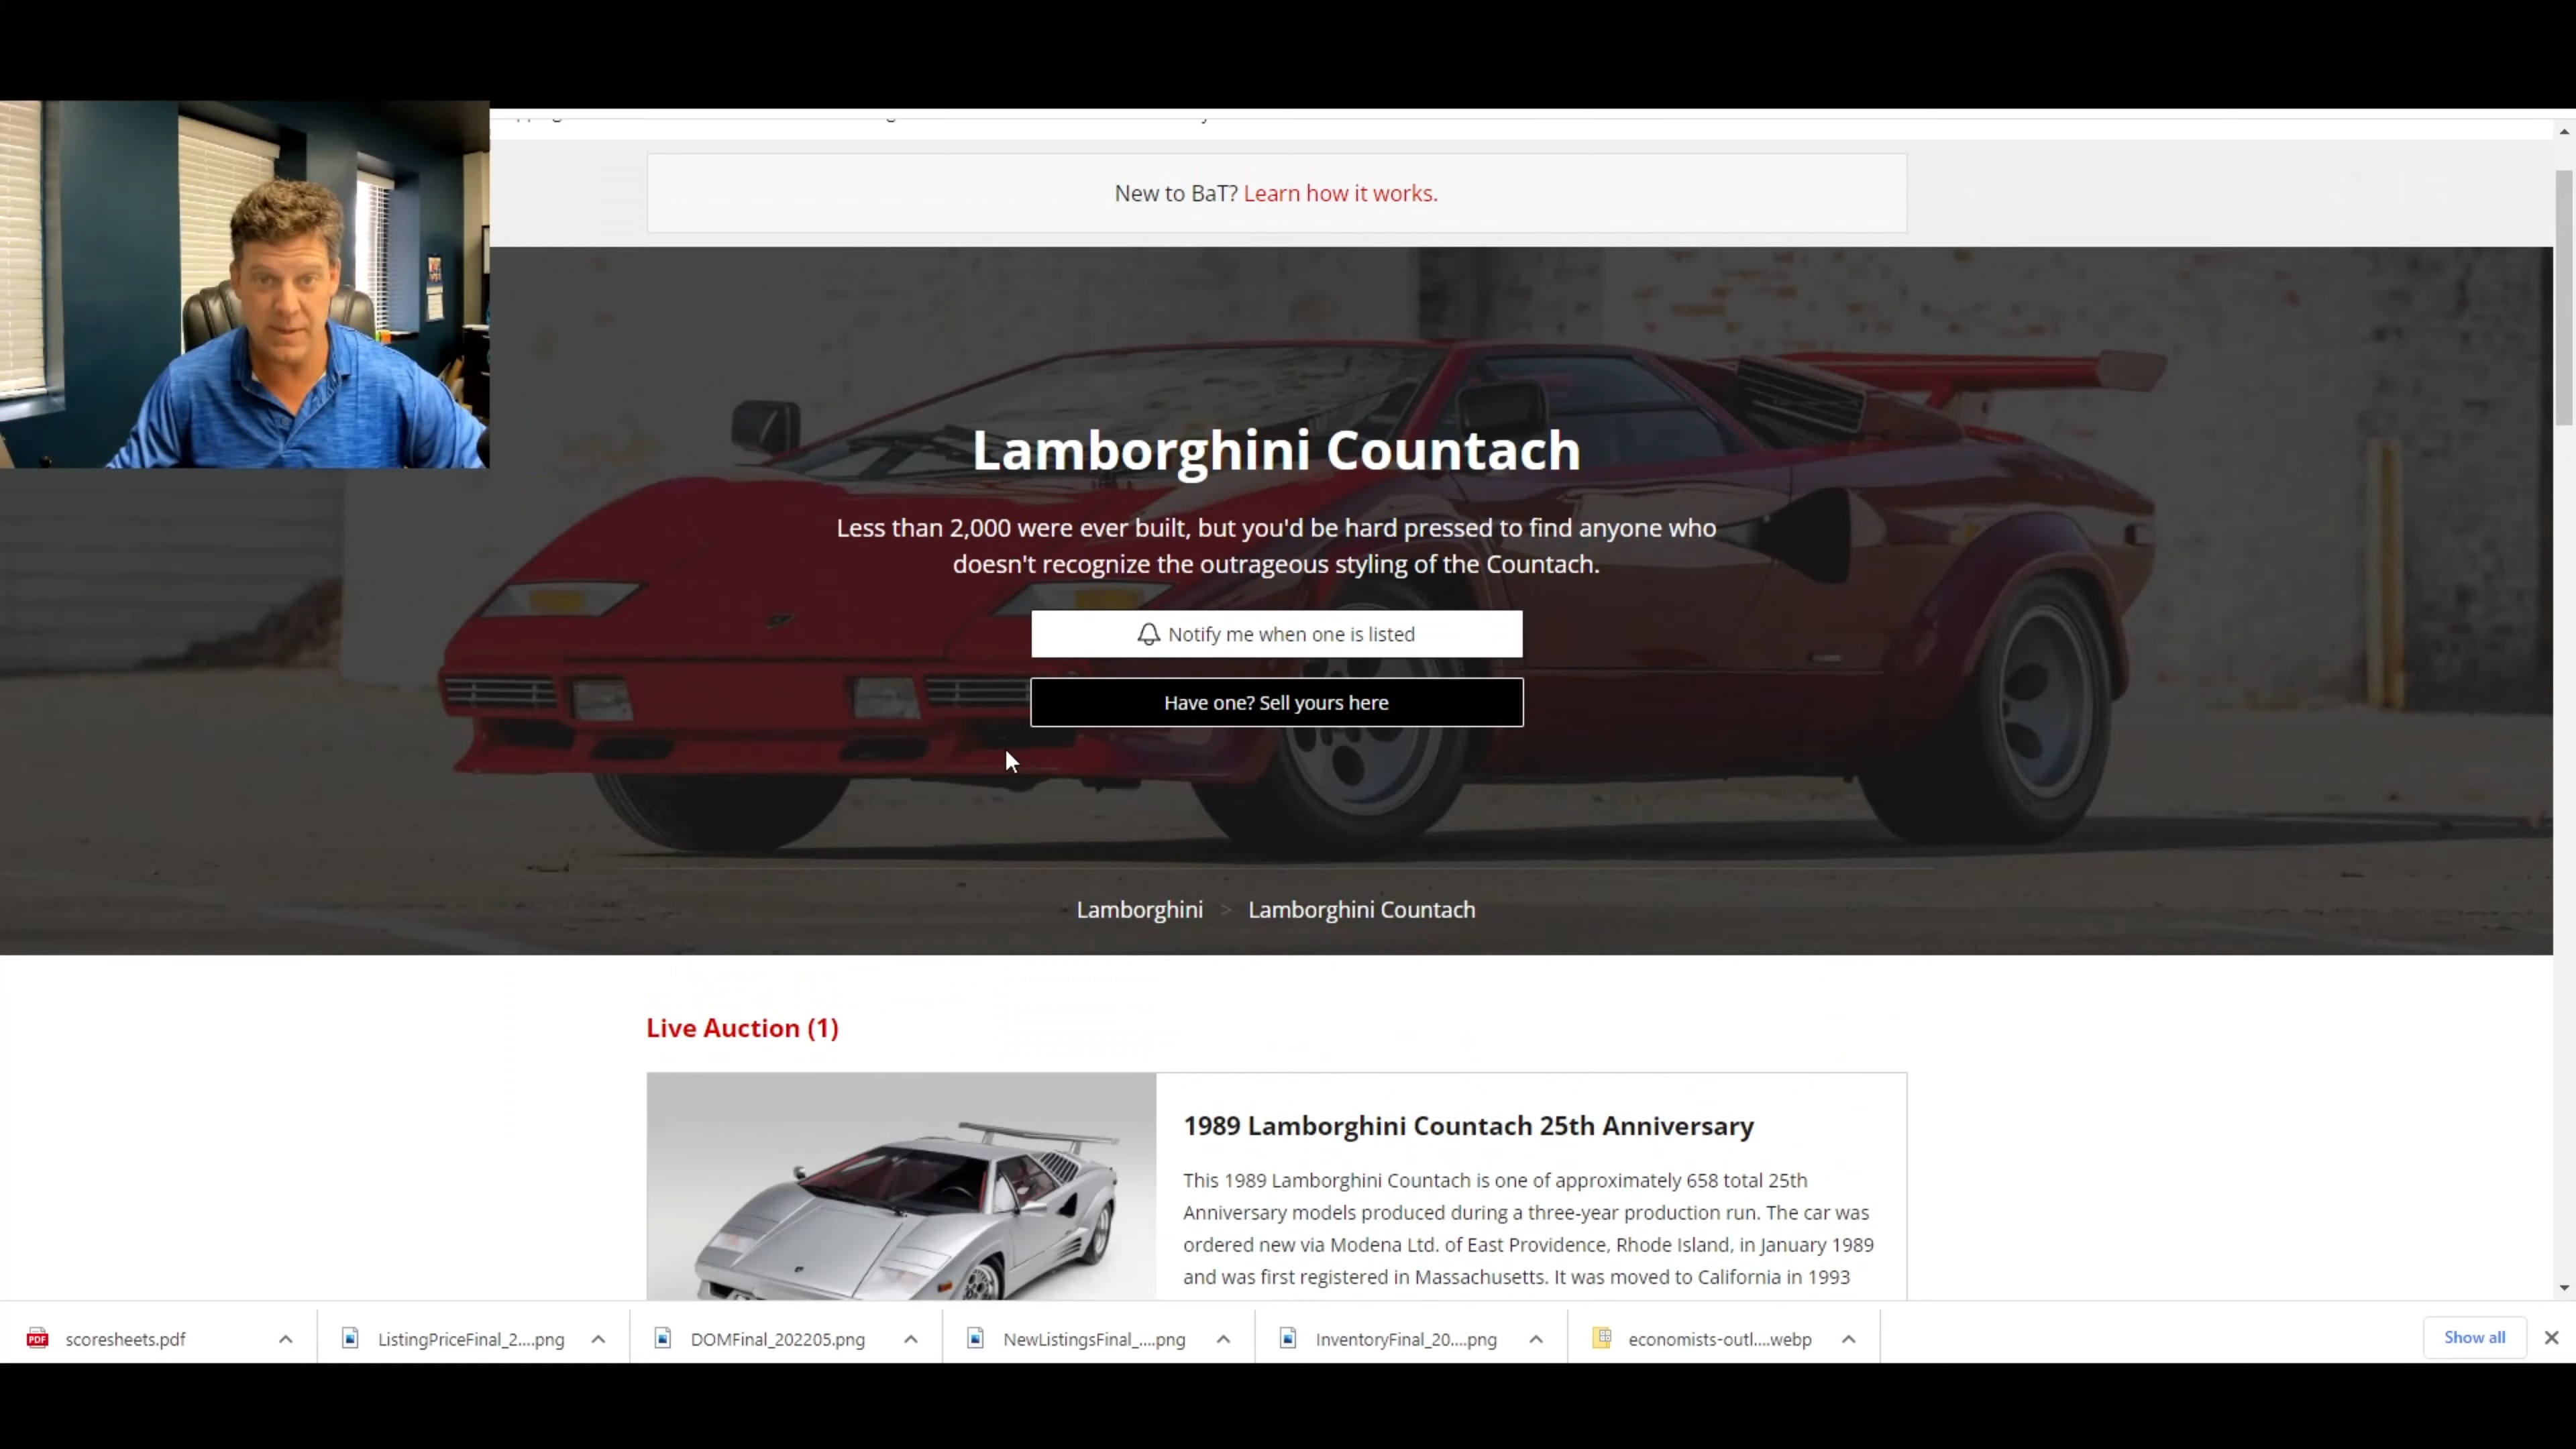 New to BaT? Learn how it works.
Lamborghini Countach
Less than 2,000 were ever built, but you'd be hard pressed to find anyone who
doesn't recognize the outrageous styling of the Countach.
Notify me when one is listed
Have one? Sell yours here
Lamborghini > Lamborghini Countach
Live Auction (1)
1989 Lamborghini Countach 25th Anniversary
This 1989 Lamborghini Countach is one of approximately 658 total 25th
Anniversary models produced during a three-year production run. The car was
ordered new via Modena Ltd. of East Providence, Rhode Island, in January 1989
and was first registered in Massachusetts. It was moved to California in 1993
PDF scoresheets.pdf ListingPriceFinal_2....png DOMFinal_202205.png NewListingsFinal_....png InventoryFinal_20....png economists-outl....webp Show all